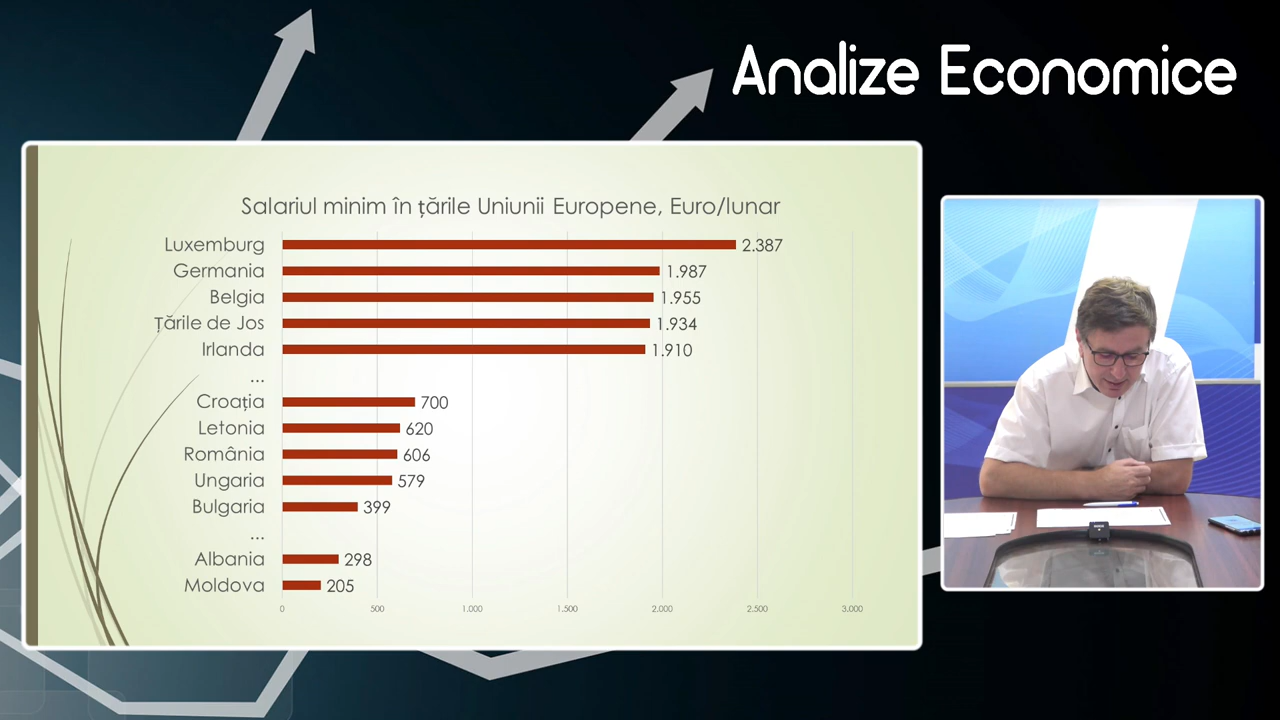 Analize Economice
Salariul minim în țările Uniunii Europene, Euro/lunar
Luxemburg 2.387
Germania 1.987
Belgia 1.955
Țările de Jos 1.934
Irlanda 1.910
...
Croația 700
Letonia 620
România 606
Ungaria 579
Bulgaria 399
...
Albania 298
Moldova 205
0 500 1.000 1.500 2.000 2.500 3.000